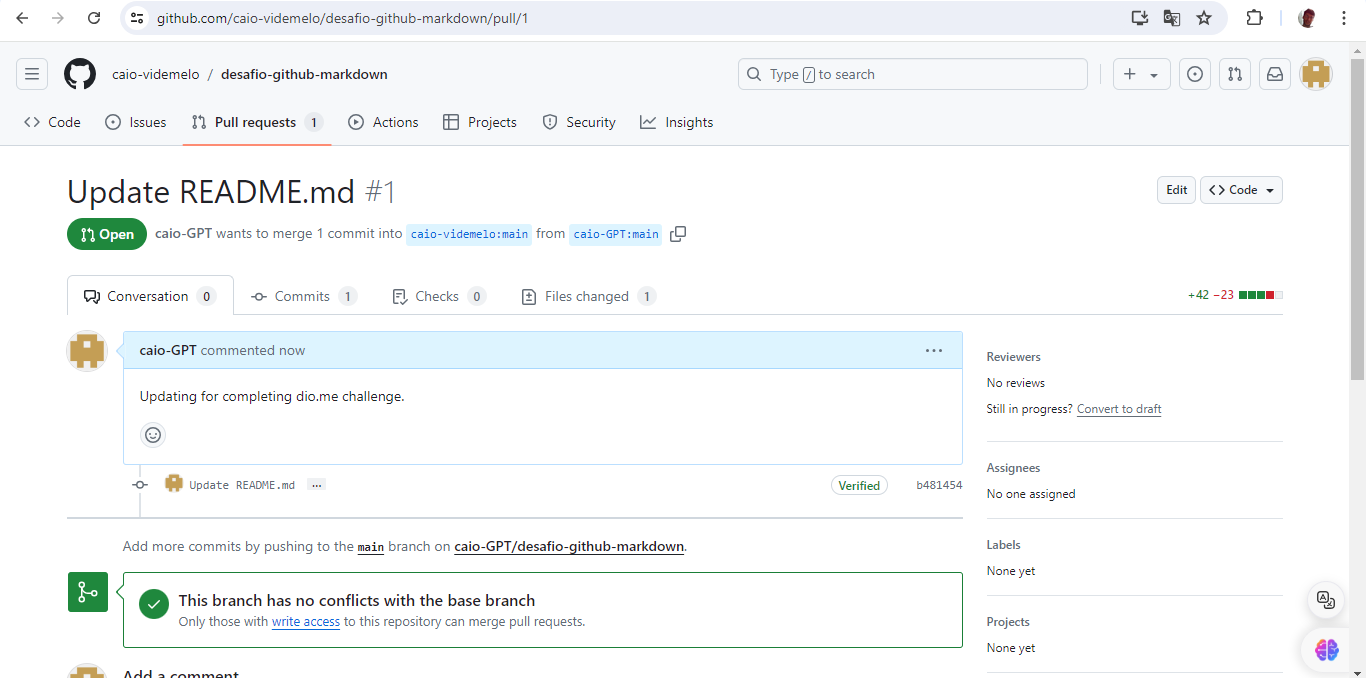 github.com/caio-videmelo/desafio-github-markdown/pull/1
caio-videmelo / desafio-github-markdown
Type / to search
Code Issues Pull requests 1 Actions Projects Security Insights
Update README.md #1
Edit Code
Open caio-GPT wants to merge 1 commit into caio-videmelo:main from caio-GPT:main
Conversation 0 Commits 1 Checks 0 Files changed 1 +42 −23
caio-GPT commented now
Updating for completing dio.me challenge.
Update README.md ... Verified b481454
Add more commits by pushing to the main branch on caio-GPT/desafio-github-markdown.
This branch has no conflicts with the base branch
Only those with write access to this repository can merge pull requests.
Add a comment
Reviewers
No reviews
Still in progress? Convert to draft
Assignees
No one assigned
Labels
None yet
Projects
None yet